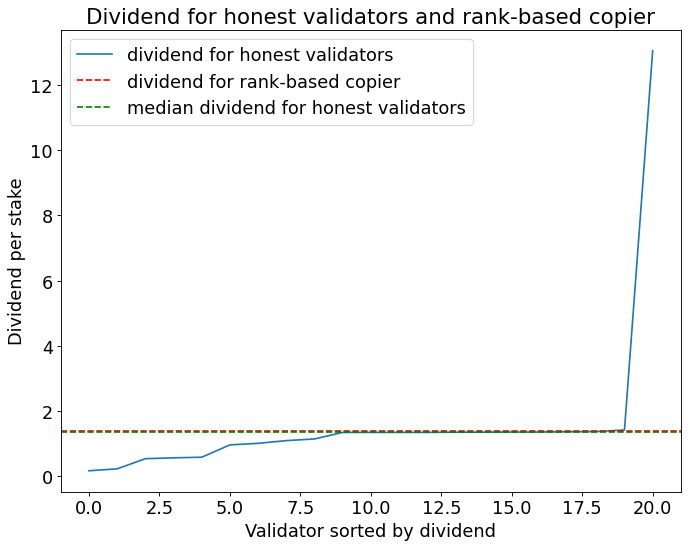 Dividend for honest validators and rank-based copier
dividend for honest validators
dividend for rank-based copier
median dividend for honest validators
Dividend per stake
12
10
8
6
4
2
0
0.0 2.5 5.0 7.5 10.0 12.5 15.0 17.5 20.0
Validator sorted by dividend